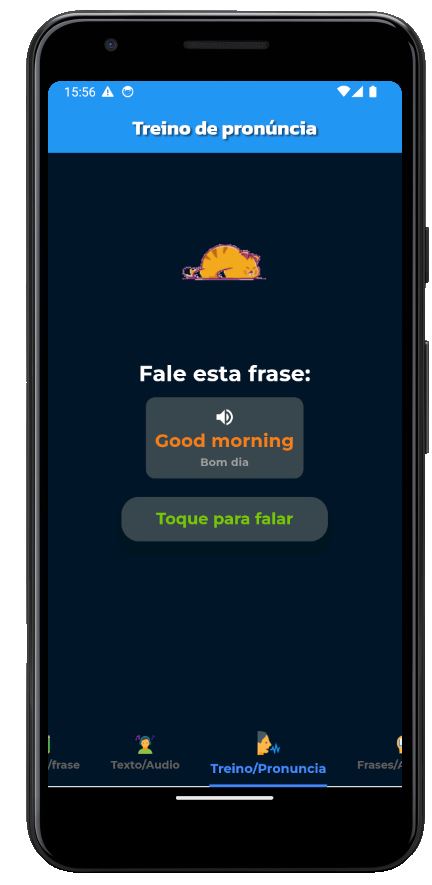 15:56
Treino de pronúncia
Fale esta frase:
Good morning
Bom dia
Toque para falar
/frase
Texto/Audio
Treino/Pronuncia
Frases/A